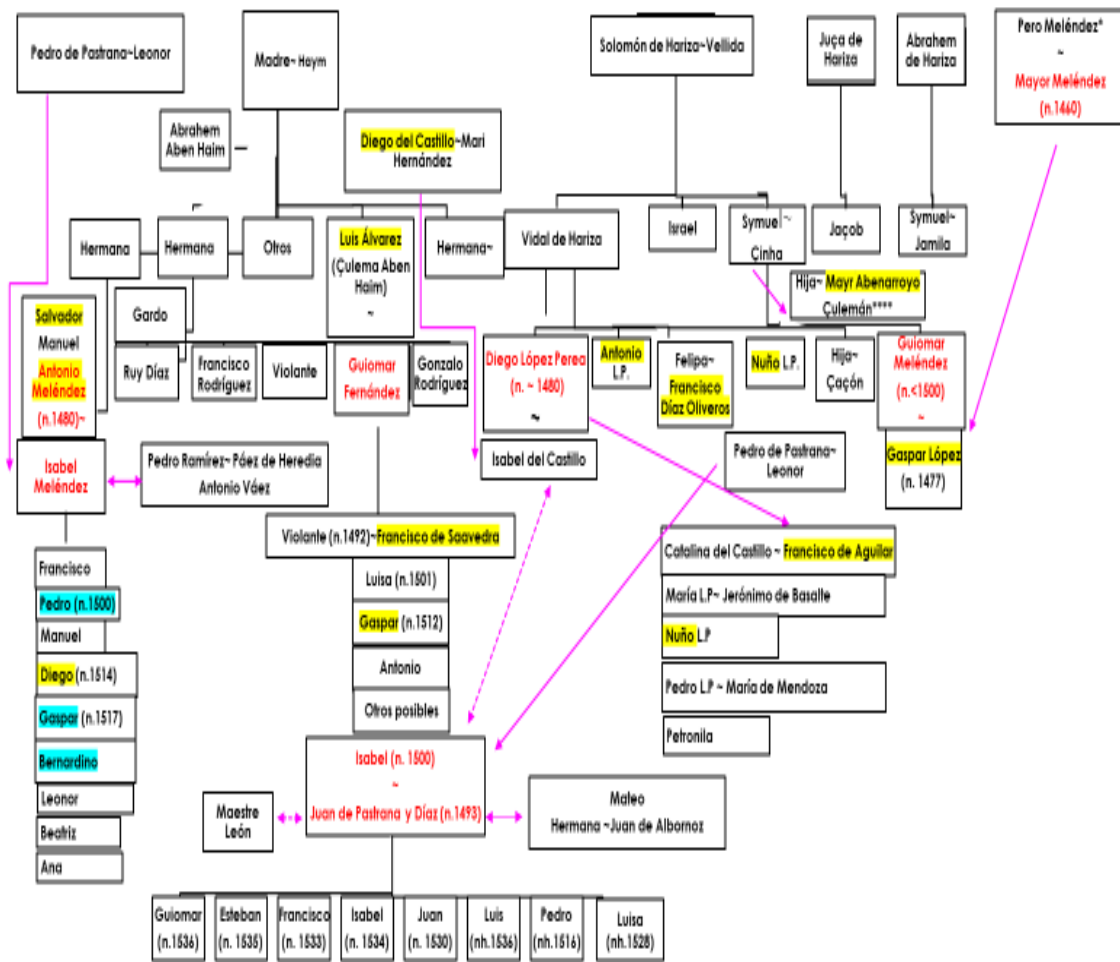 Pedro de Pastrana~Leonor
Madre~ Haym
Solomón de Hariza~Vellida
Juça de
Hariza
Abrahem
de Hariza
Pero Meléndez*
~
Mayor Meléndez
(n.1460)
Abrahem
Aben Haim
Diego del Castillo~Mari
Hernández
Hermana
Hermana
Otros
Luis Álvarez
(Çulema Aben
Haim)
~
Hermana~
Vidal de Hariza
Israel
Symuel ~
Çinha
Jaçob
Symuel~
Jamila
Hija~ Mayr Abenarroyo
Çulemán****
Salvador
Manuel
Antonio
Meléndez
(n.1480)~
Isabel
Meléndez
Gardo
Ruy Díaz
Francisco
Rodríguez
Violante
Guiomar
Fernández
Gonzalo
Rodríguez
Diego López Perea
(n. ~ 1480)
~
Isabel del Castillo
Antonio
L.P.
Felipa~
Francisco
Díaz Oliveros
Nuño L.P.
Hija~
Çaçón
Guiomar
Meléndez
(n.<1500)
~
Gaspar López
(n. 1477)
Pedro Ramírez~ Páez de Heredia
Antonio Váez
Pedro de Pastrana~
Leonor
Violante (n.1492)~Francisco de Saavedra
Luisa (n.1501)
Gaspar (n.1512)
Antonio
Otros posibles
Catalina del Castillo ~ Francisco de Aguilar
María L.P~ Jerónimo de Basalle
Nuño L.P
Pedro L.P ~ María de Mendoza
Petronila
Francisco
Pedro (n.1500)
Manuel
Diego (n.1514)
Gaspar (n.1517)
Bernardino
Leonor
Beatriz
Ana
Isabel (n. 1500)
~
Juan de Pastrana y Díaz (n.1493)
Maestre
León
Mateo
Hermana ~Juan de Albornoz
Guiomar
(n.1536)
Esteban
(n. 1535)
Francisco
(n.1533)
Isabel
(n. 1534)
Juan
(n. 1530)
Luis
(nh.1536)
Pedro
(nh.1516)
Luisa
(nh.1528)